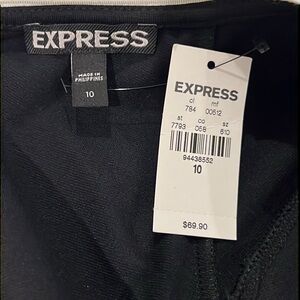 EXPRESS
MADE IN
PHILIPPINES
10
EXPRESS
cl mf
784 00512
st co sz
7793 058 610
94438552
10
$69.90